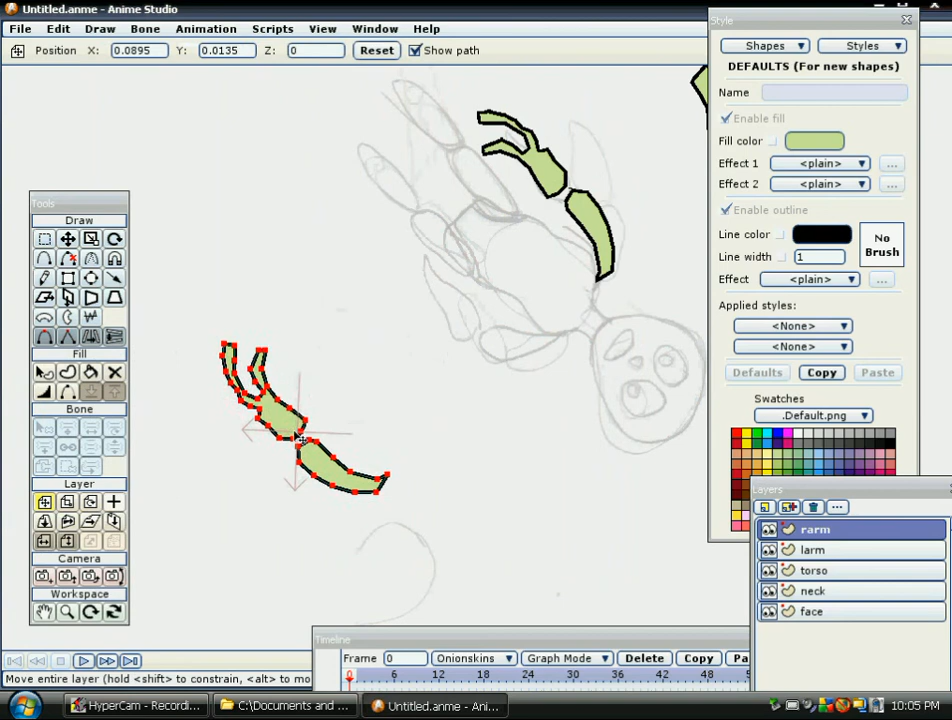 Untitled.anme - Anime Studio
File Edit Draw Bone Animation Scripts View Window Help
Position X: 0.0895 Y: 0.0135 Z: 0 Reset Show path
Style
Shapes Styles
DEFAULTS (For new shapes)
Name
Enable fill
Fill color
Effect 1 <plain> ...
Effect 2 <plain> ...
Enable outline
Line color
No Brush
Line width 1
Effect <plain> ...
Applied styles:
<None>
<None>
Defaults Copy Paste
Swatches
.Default.png
Tools
Draw
Fill
Bone
Layer
Camera
Workspace
Layers
...
rarm
larm
torso
neck
face
Timeline
Frame 0 Onionskins Graph Mode Delete Copy Pa
0 6 12 18 24 30 36 42 48
Move entire layer (hold <shift> to constrain, <alt> to mo
HyperCam - Recordi... C:\Documents and ... Untitled.anme - Ani... 10:05 PM